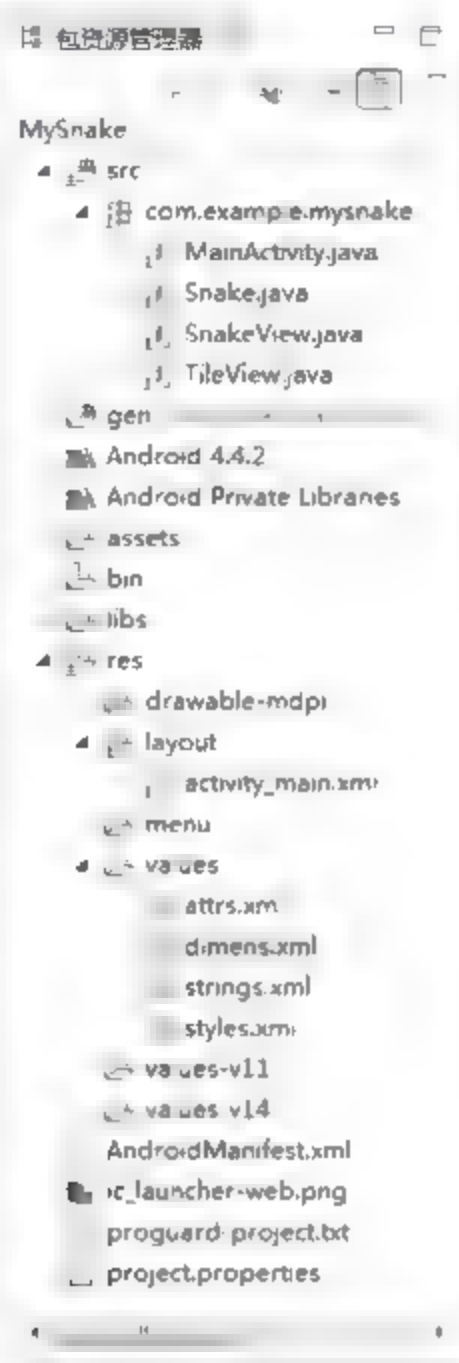 包资源管理器
MySnake
src
com.example.mysnake
MainActivity.java
Snake.java
SnakeView.java
TileView.java
gen
Android 4.4.2
Android Private Libraries
assets
bin
libs
res
drawable-mdpi
layout
activity_main.xml
menu
values
attrs.xml
dimens.xml
strings.xml
styles.xml
values-v11
values-v14
AndroidManifest.xml
ic_launcher-web.png
proguard-project.txt
project.properties